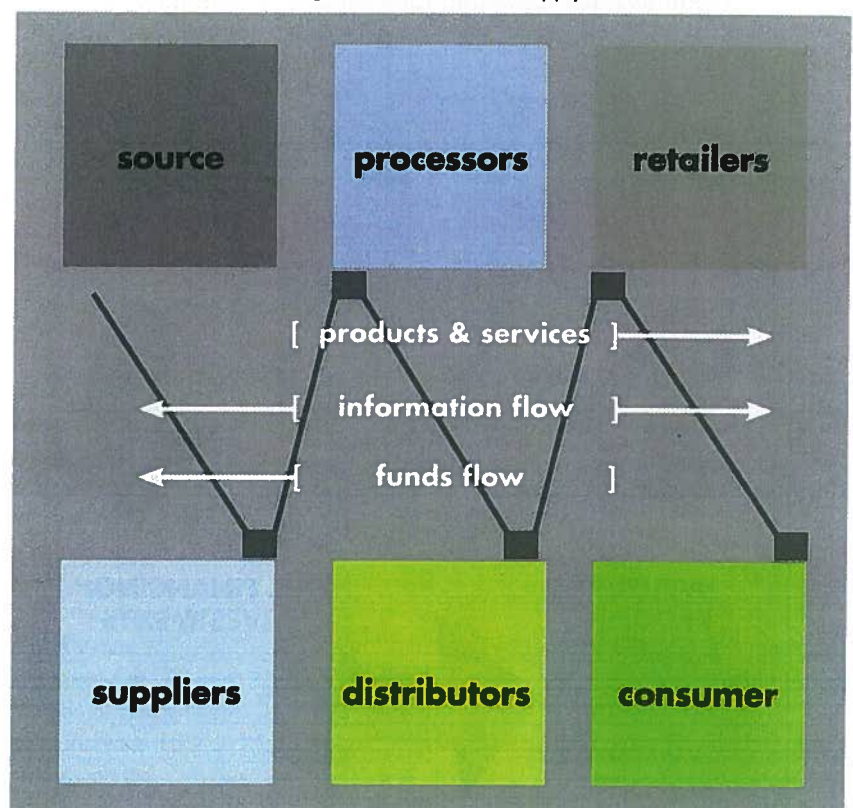 source processors retailers
[ products & services ]
[ information flow ]
[ funds flow ]
suppliers distributors consumer